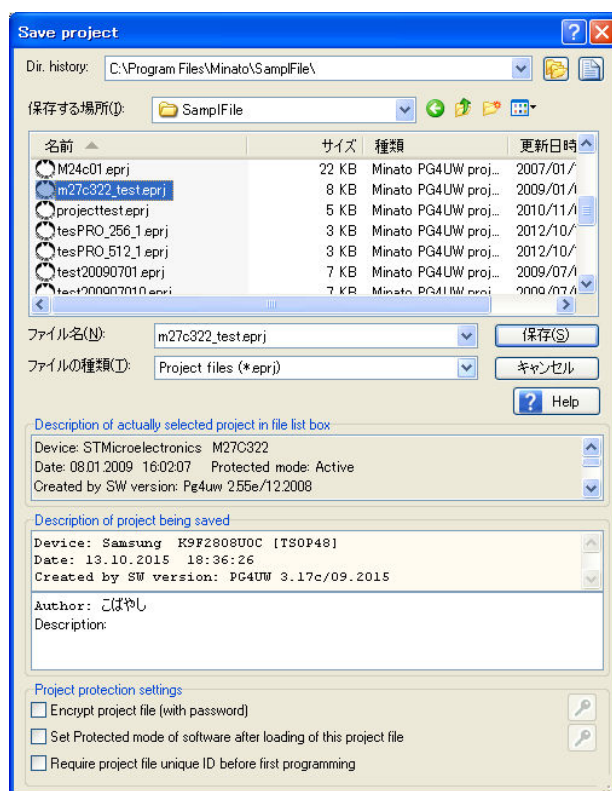 Save project
Dir. history: C:\Program Files\Minato\SamplFile\
保存する場所(I): SamplFile
名前 サイズ 種類 更新日時
M24c01.eprj 22 KB Minato PG4UW proj... 2007/01/
m27c322_test.eprj 8 KB Minato PG4UW proj... 2009/01/
projecttest.eprj 5 KB Minato PG4UW proj... 2010/11/
tesPRO_256_1.eprj 3 KB Minato PG4UW proj... 2012/10/
tesPRO_512_1.eprj 3 KB Minato PG4UW proj... 2012/10/
test20090701.eprj 7 KB Minato PG4UW proj... 2009/07/
test200907010.eprj 7 KB Minato PG4UW proj... 2009/07/
ファイル名(N): m27c322_test.eprj 保存(S)
ファイルの種類(T): Project files (*.eprj) キャンセル
Help
Description of actually selected project in file list box
Device: STMicroelectronics M27C322
Date: 08.01.2009 16:02:07 Protected mode: Active
Created by SW version: Pg4uw 2.55e/12.2008
Description of project being saved
Device: Samsung K9F2808U0C [TSOP48]
Date: 13.10.2015 18:36:26
Created by SW version: PG4UW 3.17c/09.2015
Author: こばやし
Description:
Project protection settings
Encrypt project file (with password)
Set Protected mode of software after loading of this project file
Require project file unique ID before first programming